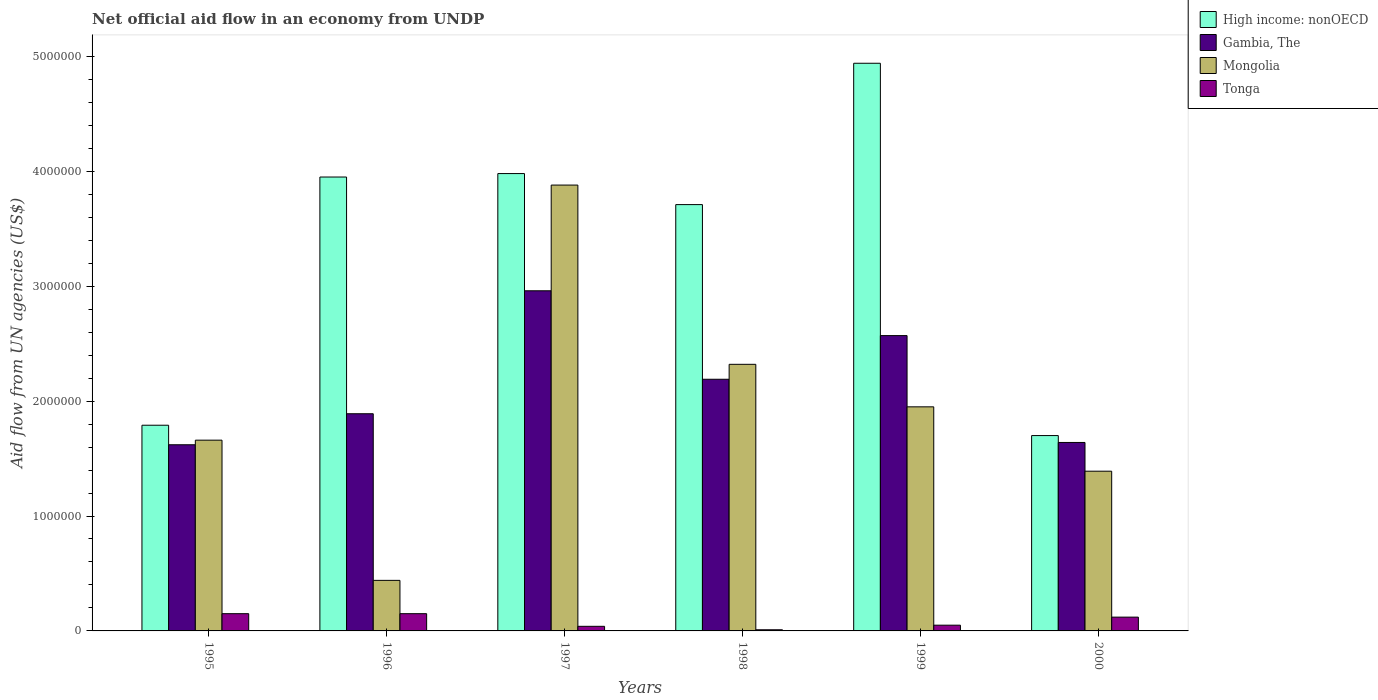 Net official aid flow in an economy from UNDP
High income: nonOECD
Gambia, The
Mongolia
Tonga
Aid flow from UN agencies (US$)
5000000
4000000
3000000
2000000
1000000
0
1995
1996
1997
1998
1999
2000
Years